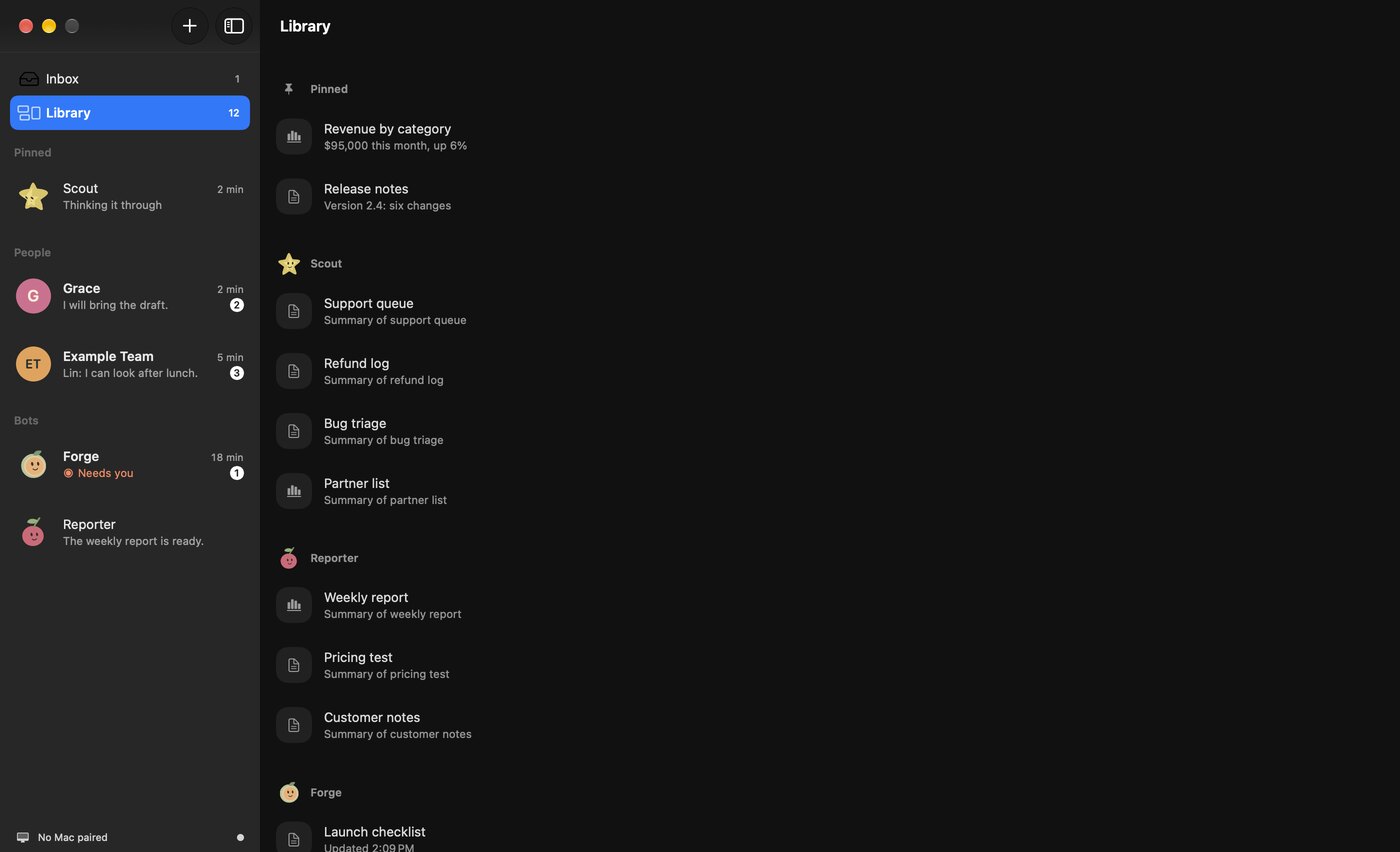 Library
Inbox
1
Library
12
Pinned
Scout
2 min
Thinking it through
People
G
Grace
2 min
I will bring the draft.
2
ET
Example Team
5 min
Lin: I can look after lunch.
3
Bots
Forge
18 min
Needs you
1
Reporter
The weekly report is ready.
No Mac paired
Pinned
Revenue by category
$95,000 this month, up 6%
Release notes
Version 2.4: six changes
Scout
Support queue
Summary of support queue
Refund log
Summary of refund log
Bug triage
Summary of bug triage
Partner list
Summary of partner list
Reporter
Weekly report
Summary of weekly report
Pricing test
Summary of pricing test
Customer notes
Summary of customer notes
Forge
Launch checklist
Updated 2:09 PM